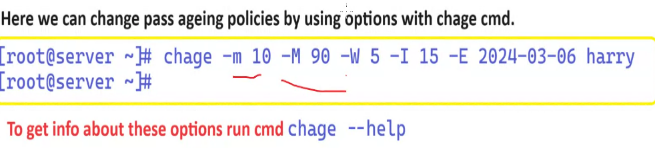 Here we can change pass ageing policies by using options with chage cmd.
[root@server ~]# chage -m 10 -M 90 -W 5 -I 15 -E 2024-03-06 harry
[root@server ~]#
To get info about these options run cmd chage --help